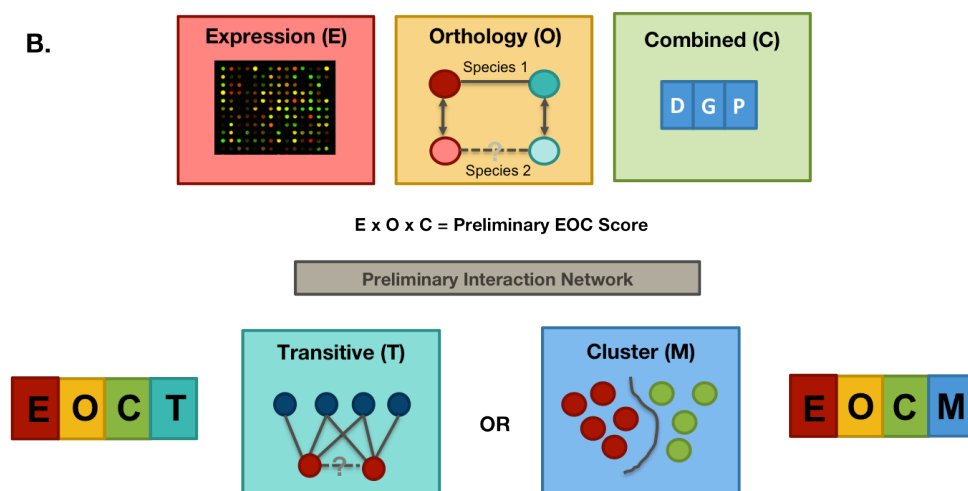 B.
Expression (E)
Orthology (O)
Combined (C)
Species 1
?
Species 2
D G P
E x O x C = Preliminary EOC Score
Preliminary Interaction Network
E O C T
Transitive (T)
?
OR
Cluster (M)
E O C M